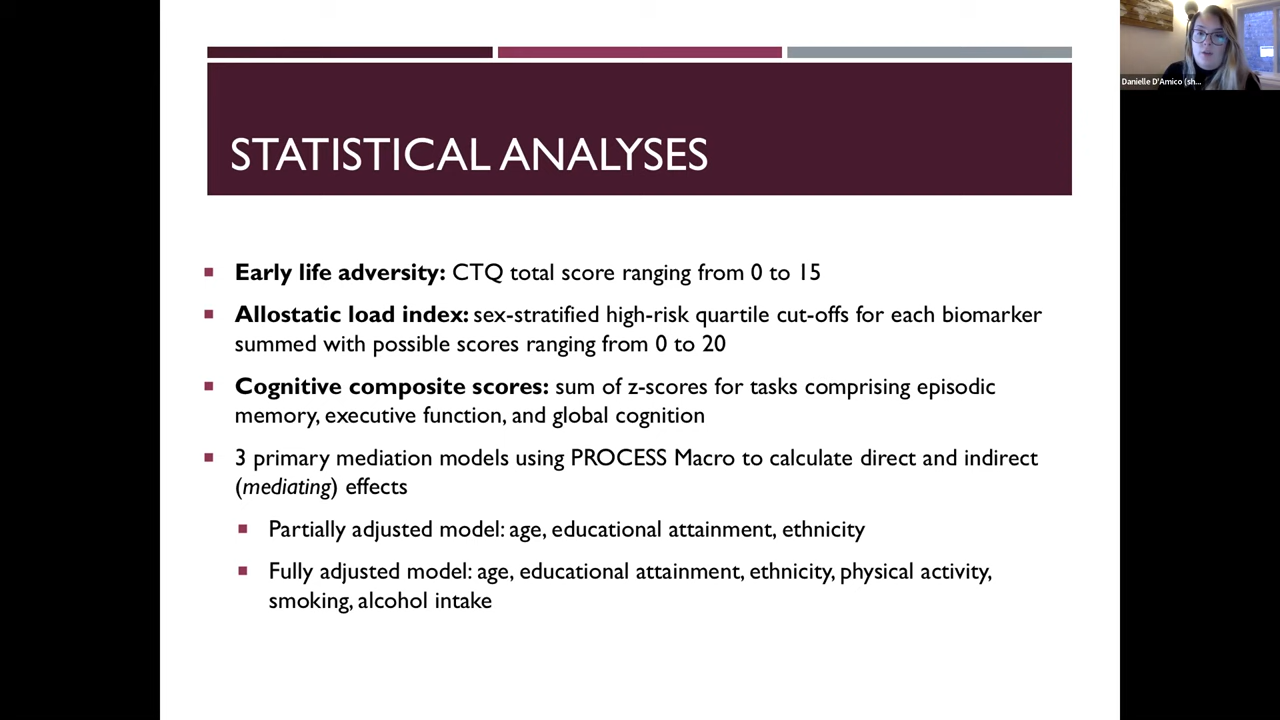 Danielle D'Amico (sh...
STATISTICAL ANALYSES
Early life adversity: CTQ total score ranging from 0 to 15
Allostatic load index: sex-stratified high-risk quartile cut-offs for each biomarker
summed with possible scores ranging from 0 to 20
Cognitive composite scores: sum of z-scores for tasks comprising episodic
memory, executive function, and global cognition
3 primary mediation models using PROCESS Macro to calculate direct and indirect
(mediating) effects
Partially adjusted model: age, educational attainment, ethnicity
Fully adjusted model: age, educational attainment, ethnicity, physical activity,
smoking, alcohol intake